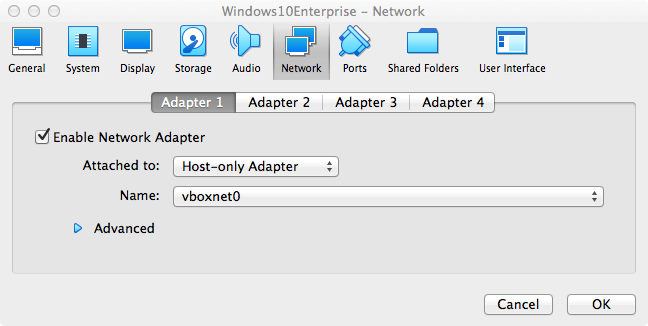 Windows10Enterprise – Network
General System Display Storage Audio Network Ports Shared Folders User Interface
Adapter 1 Adapter 2 Adapter 3 Adapter 4
Enable Network Adapter
Attached to: Host-only Adapter
Name: vboxnet0
Advanced
Cancel OK